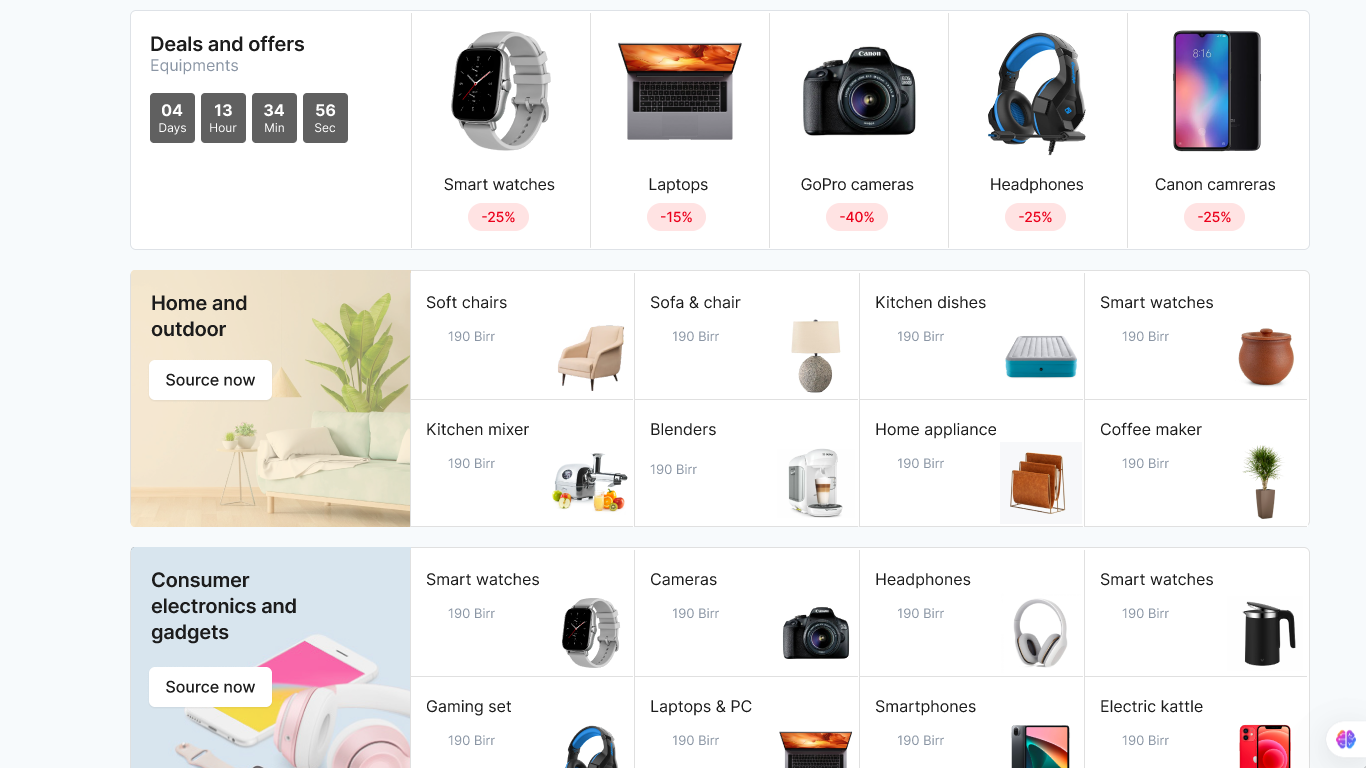 Deals and offers
Equipments
04 13 34 56
Days Hour Min Sec
Canon
8:16
Smart watches
Laptops
GoPro cameras
Headphones
Canon camreras
-25%
-15%
-40%
-25%
-25%
Home and
outdoor
Source now
Soft chairs
190 Birr
Sofa & chair
190 Birr
Kitchen dishes
190 Birr
Smart watches
190 Birr
Kitchen mixer
190 Birr
Blenders
190 Birr
Home appliance
190 Birr
Coffee maker
190 Birr
Consumer
electronics and
gadgets
Source now
Smart watches
190 Birr
Cameras
190 Birr
Canon
Headphones
190 Birr
Smart watches
190 Birr
Gaming set
190 Birr
Laptops & PC
190 Birr
Smartphones
190 Birr
Electric kattle
190 Birr